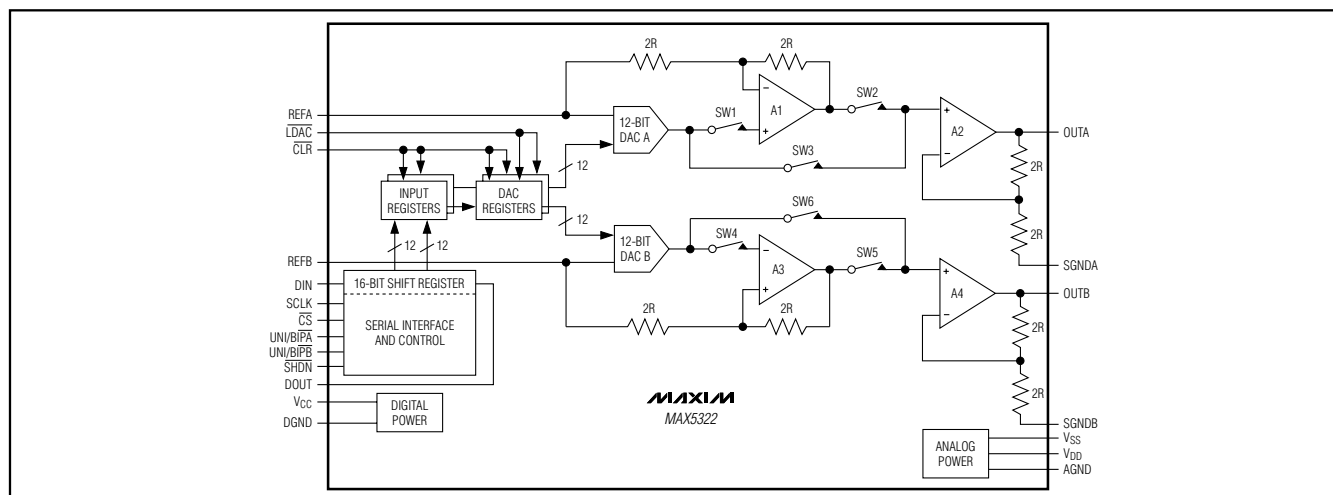 2R
2R
REFA
LDAC
CLR
12-BIT
DAC A
SW1
A1
SW2
SW3
A2
OUTA
2R
2R
SGNDA
12
INPUT
REGISTERS
DAC
REGISTERS
12
12
12
SW6
12-BIT
DAC B
SW4
A3
SW5
A4
OUTB
2R
2R
SGNDB
2R
2R
REFB
DIN
SCLK
CS
UNI/BIPA
UNI/BIPB
SHDN
DOUT
16-BIT SHIFT REGISTER
SERIAL INTERFACE
AND CONTROL
VCC
DGND
DIGITAL
POWER
MAXIM
MAX5322
ANALOG
POWER
VSS
VDD
AGND